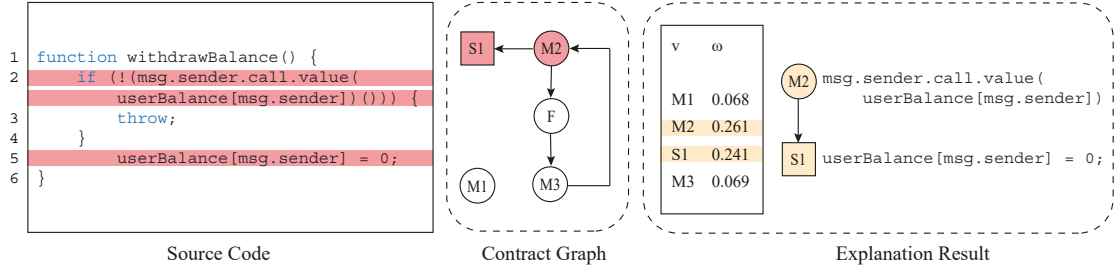 1 function withdrawBalance() {
2 if (!(msg.sender.call.value(
userBalance[msg.sender])())) {
3 throw;
4 }
5 userBalance[msg.sender] = 0;
6 }
Source Code
S1 M2
F
M1 M3
Contract Graph
v ω
M1 0.068
M2 0.261
S1 0.241
M3 0.069
M2 msg.sender.call.value(
userBalance[msg.sender])
S1 userBalance[msg.sender] = 0;
Explanation Result